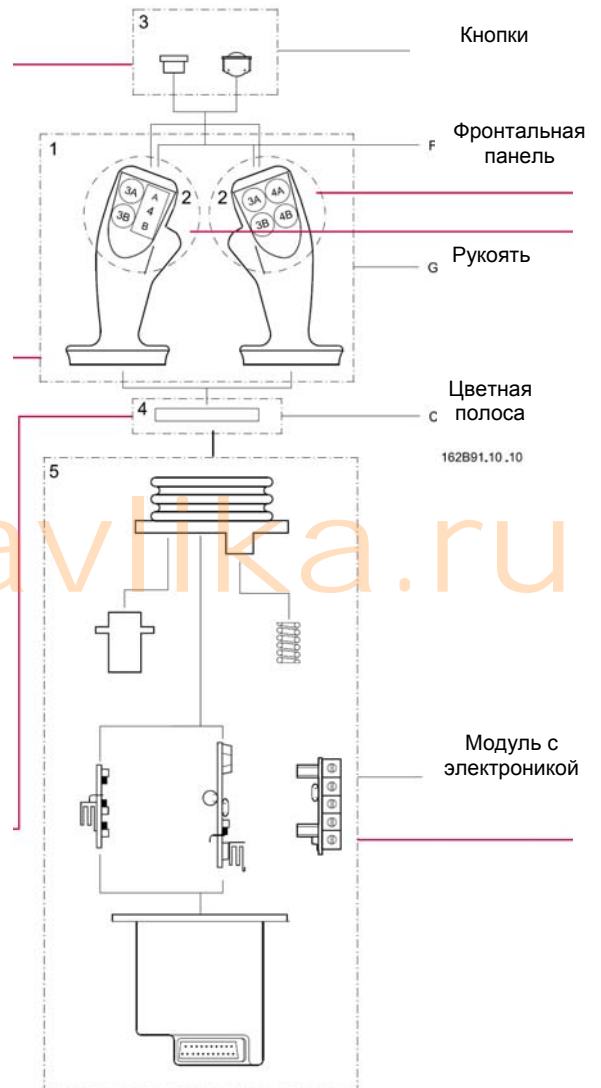 3
Кнопки
F
Фронтальная
панель
1
3A
3B
A
4
B
2
2
3A
4A
3B
4B
G
Рукоять
4
Цветная
C
полоса
162B91.10.10
5
avlika.ru
Модуль с
электроникой